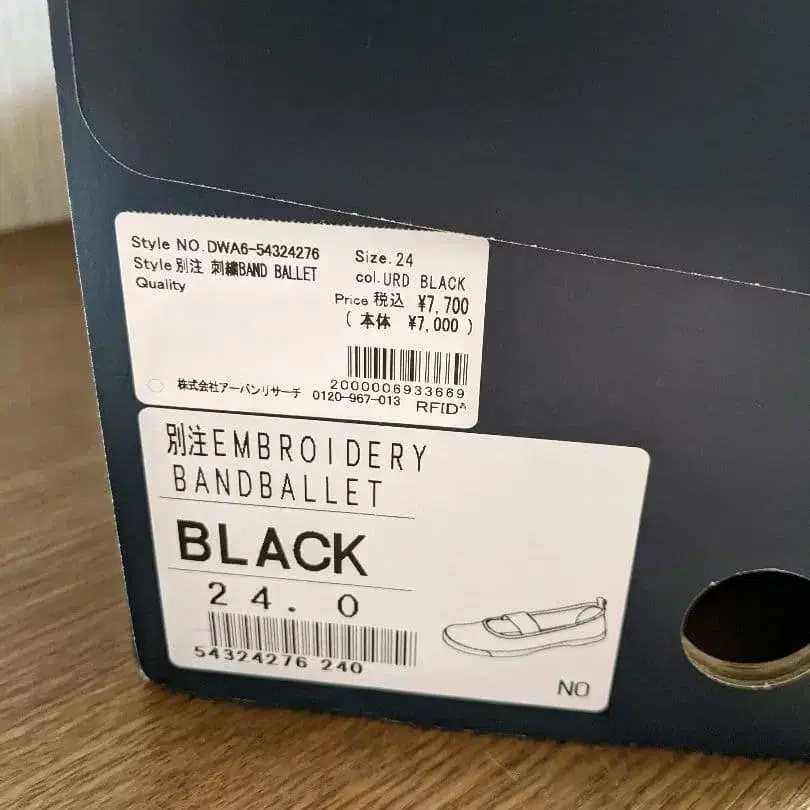 Style NO.DWA6-54324276
Style 別注 刺繍BAND BALLET
Quality
Size.24
col.URD BLACK
Price 税込 ¥7,700
( 本体 ¥7,000 )
2000006933669
株式会社アーバンリサーチ 0120-967-013 RFID
別注EMBROIDERY
BANDBALLET
BLACK
24.0
54324276 240
NO